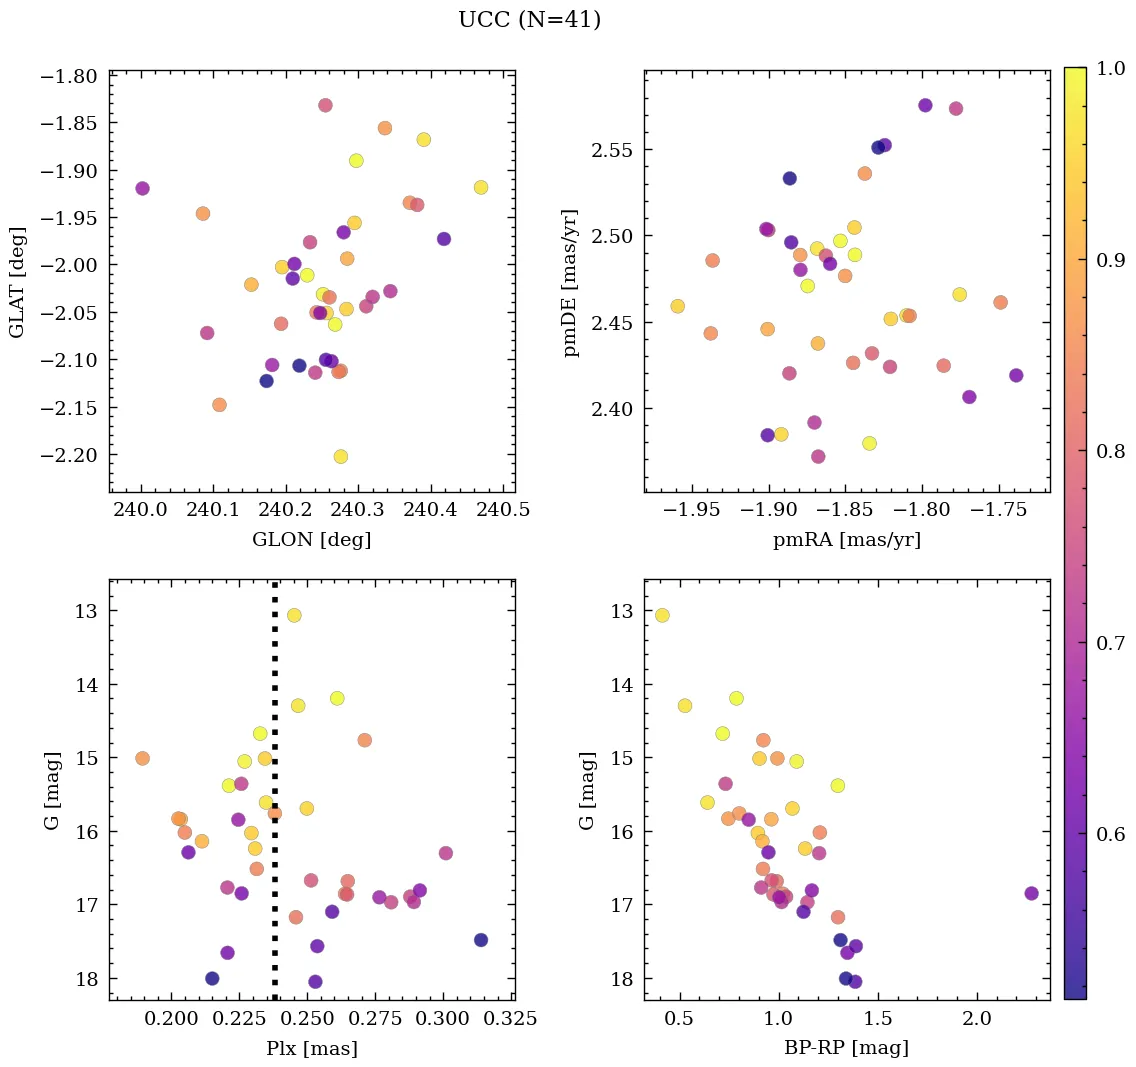 UCC (N=41)
−1.80
−1.85
−1.90
−1.95
−2.00
−2.05
−2.10
−2.15
−2.20
GLAT [deg]
240.0 240.1 240.2 240.3 240.4 240.5
GLON [deg]
2.55
2.50
2.45
2.40
pmDE [mas/yr]
−1.95 −1.90 −1.85 −1.80 −1.75
pmRA [mas/yr]
13
14
15
16
17
18
G [mag]
0.200 0.225 0.250 0.275 0.300 0.325
Plx [mas]
13
14
15
16
17
18
G [mag]
0.5 1.0 1.5 2.0
BP-RP [mag]
1.0
0.9
0.8
0.7
0.6